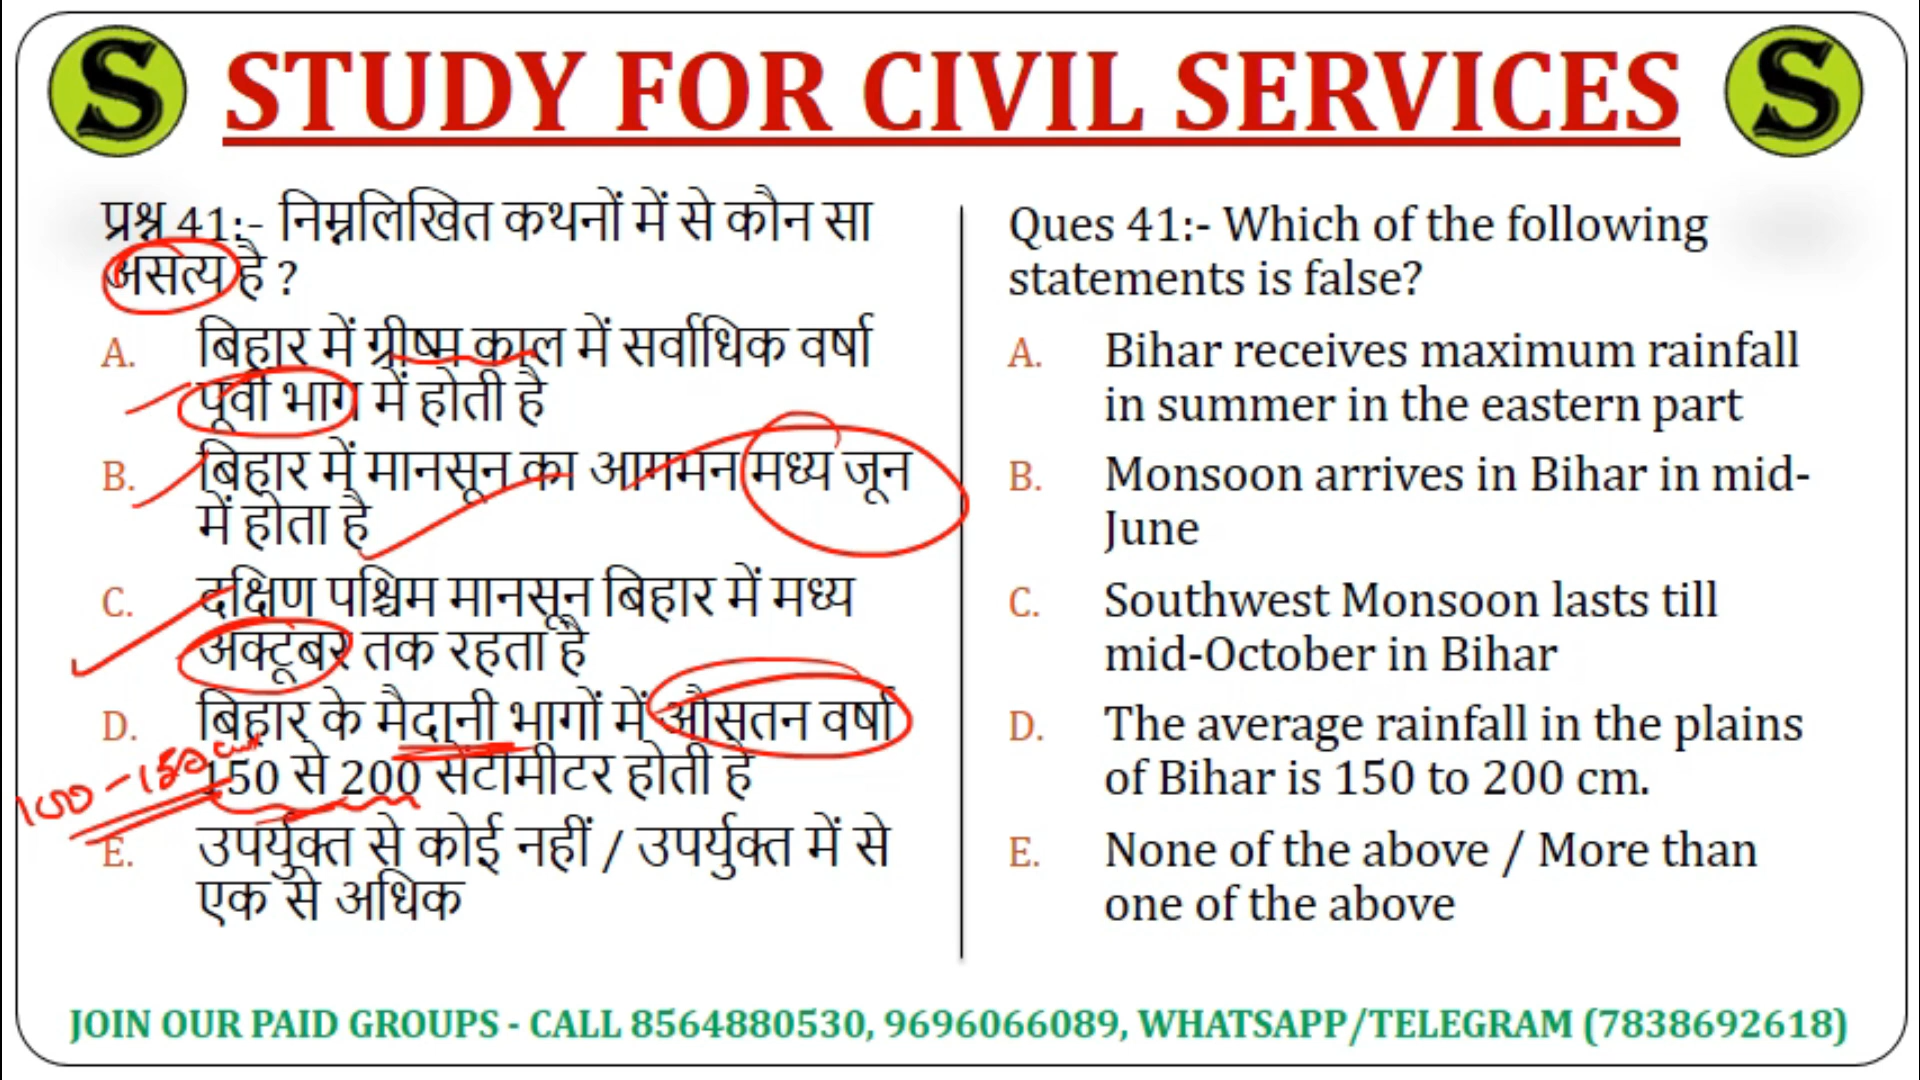 S STUDY FOR CIVIL SERVICES S
प्रश्न 41:- निम्नलिखित कथनों में से कौन सा
असत्य है ?
A. बिहार में ग्रीष्म काल में सर्वाधिक वर्षा
पूर्वी भाग में होती है
B. बिहार में मानसून का आगमन मध्य जून
में होता है
C. दक्षिण पश्चिम मानसून बिहार में मध्य
अक्टूबर तक रहता है
D. बिहार के मैदानी भागों में औसतन वर्षा
150 से 200 सेंटीमीटर होती है
100-150 cm
E. उपर्युक्त से कोई नहीं / उपर्युक्त में से
एक से अधिक
Ques 41:- Which of the following
statements is false?
A. Bihar receives maximum rainfall
in summer in the eastern part
B. Monsoon arrives in Bihar in mid-
June
C. Southwest Monsoon lasts till
mid-October in Bihar
D. The average rainfall in the plains
of Bihar is 150 to 200 cm.
E. None of the above / More than
one of the above
JOIN OUR PAID GROUPS - CALL 8564880530, 9696066089, WHATSAPP/TELEGRAM (7838692618)